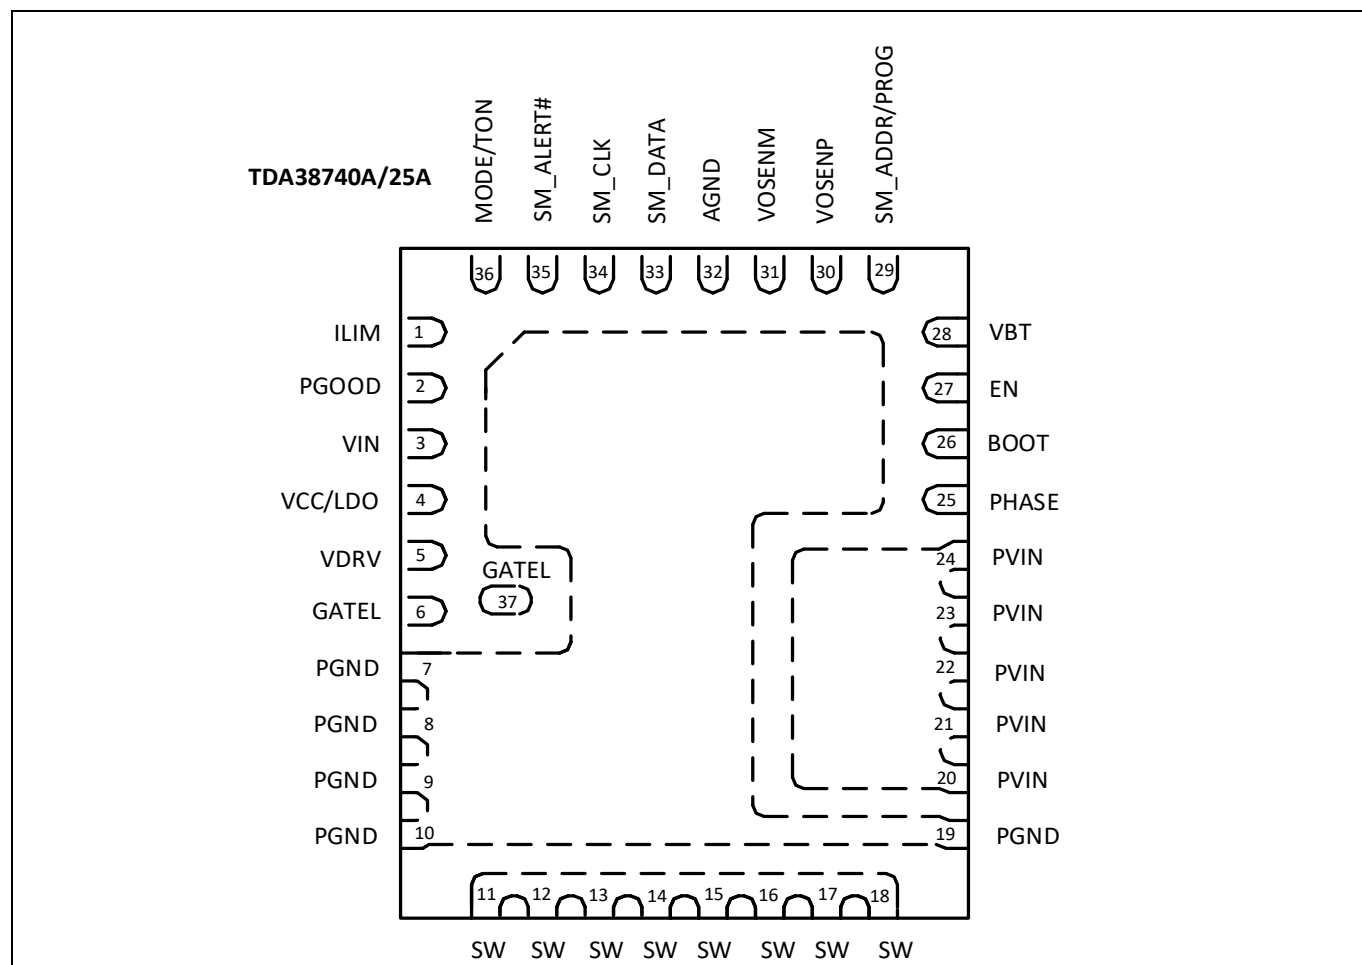 TDA38740A/25A
MODE/TON
SM_ALERT#
SM_CLK
SM_DATA
AGND
VOSENM
VOSENP
SM_ADDR/PROG
36
35
34
33
32
31
30
29
ILIM
1
28
VBT
PGOOD
2
27
EN
VIN
3
26
BOOT
VCC/LDO
4
25
PHASE
VDRV
5
24
PVIN
GATEL
37
GATEL
6
23
PVIN
PGND
7
22
PVIN
PGND
8
21
PVIN
PGND
9
20
PVIN
PGND
10
19
PGND
11
12
13
14
15
16
17
18
SW
SW
SW
SW
SW
SW
SW
SW